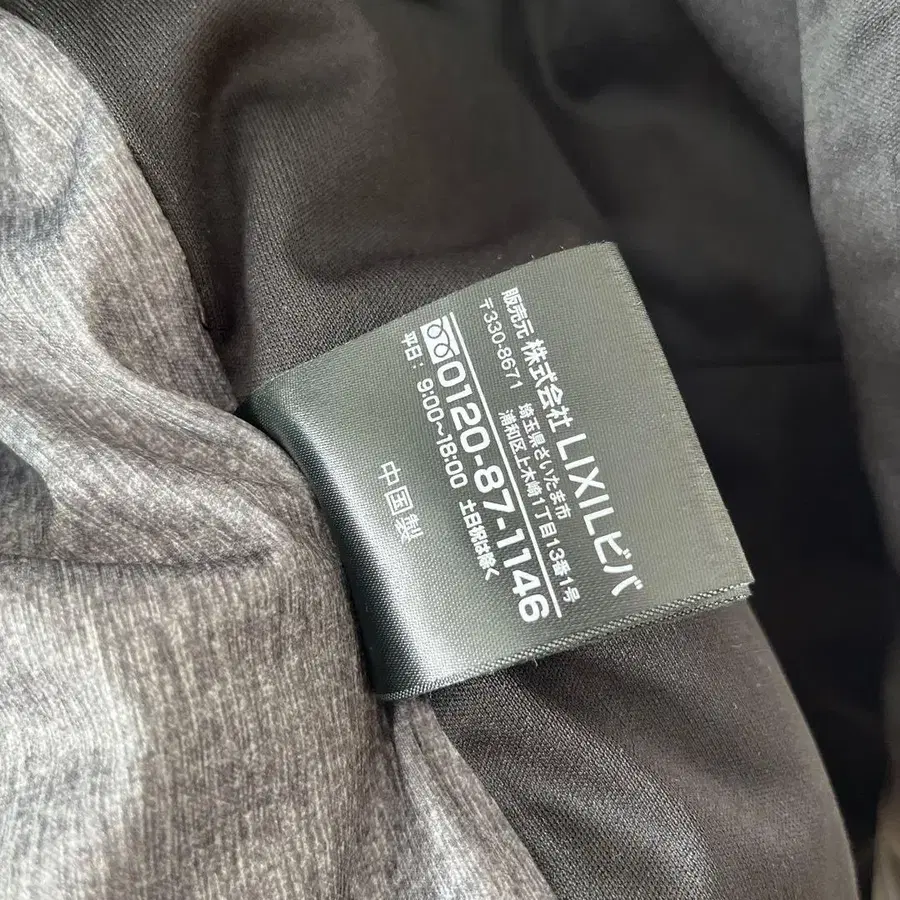 販売元 株式会社 LIXILビバ
〒330-8671 埼玉県さいたま市
浦和区上木崎1丁目13番1号
0120-87-1146
平日：9:00〜18:00 土日祝は除く
中国製